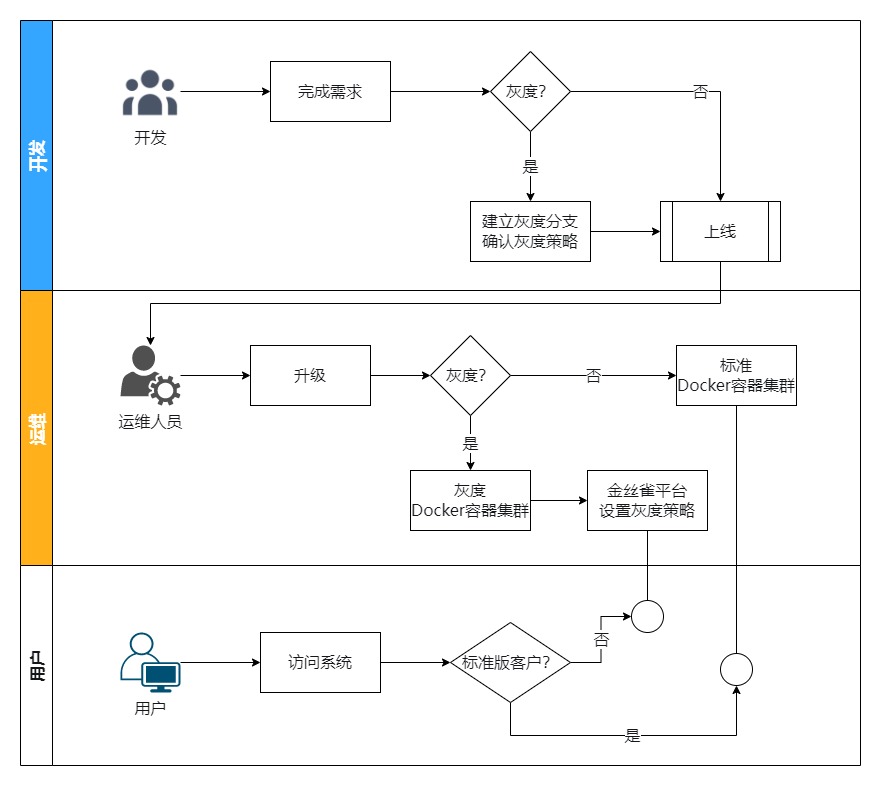 开发
开发
完成需求
灰度？
否
是
建立灰度分支
确认灰度策略
上线
运维
运维人员
升级
灰度？
否
标准
Docker容器集群
是
灰度
Docker容器集群
金丝雀平台
设置灰度策略
用户
用户
访问系统
标准版客户？
否
是